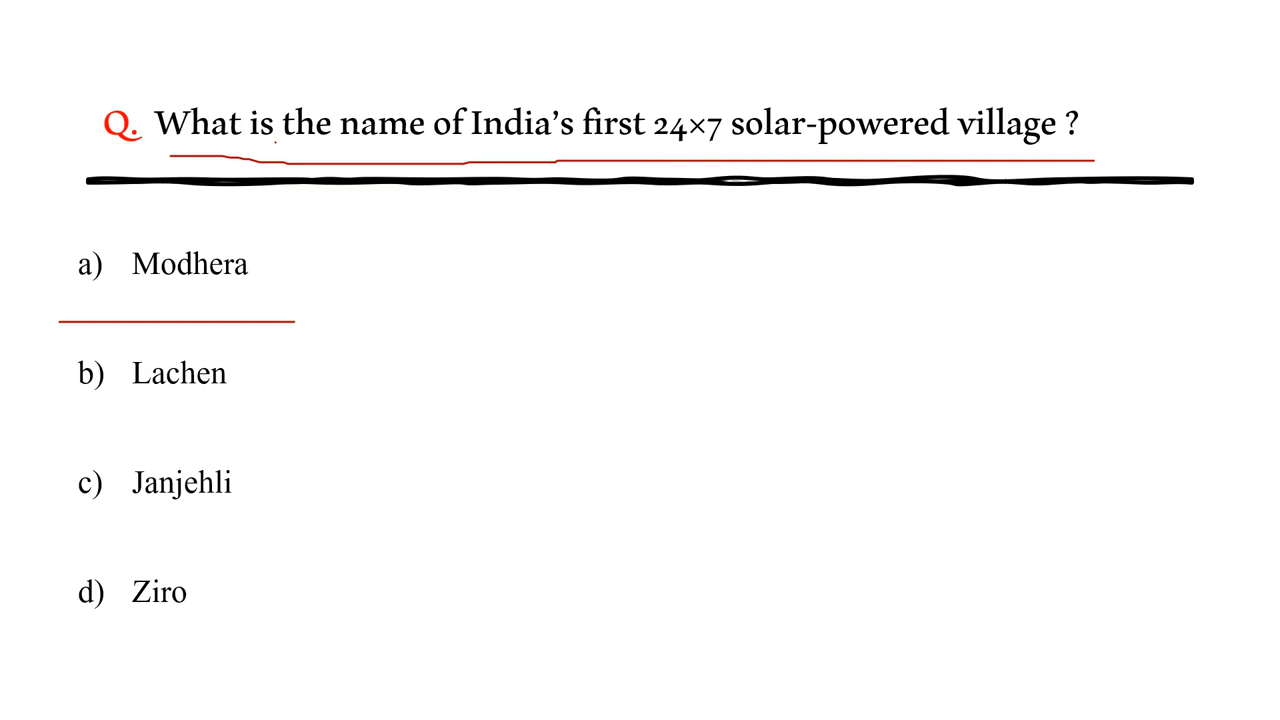 Q. What is the name of India’s first 24×7 solar-powered village ?
a) Modhera
b) Lachen
c) Janjehli
d) Ziro